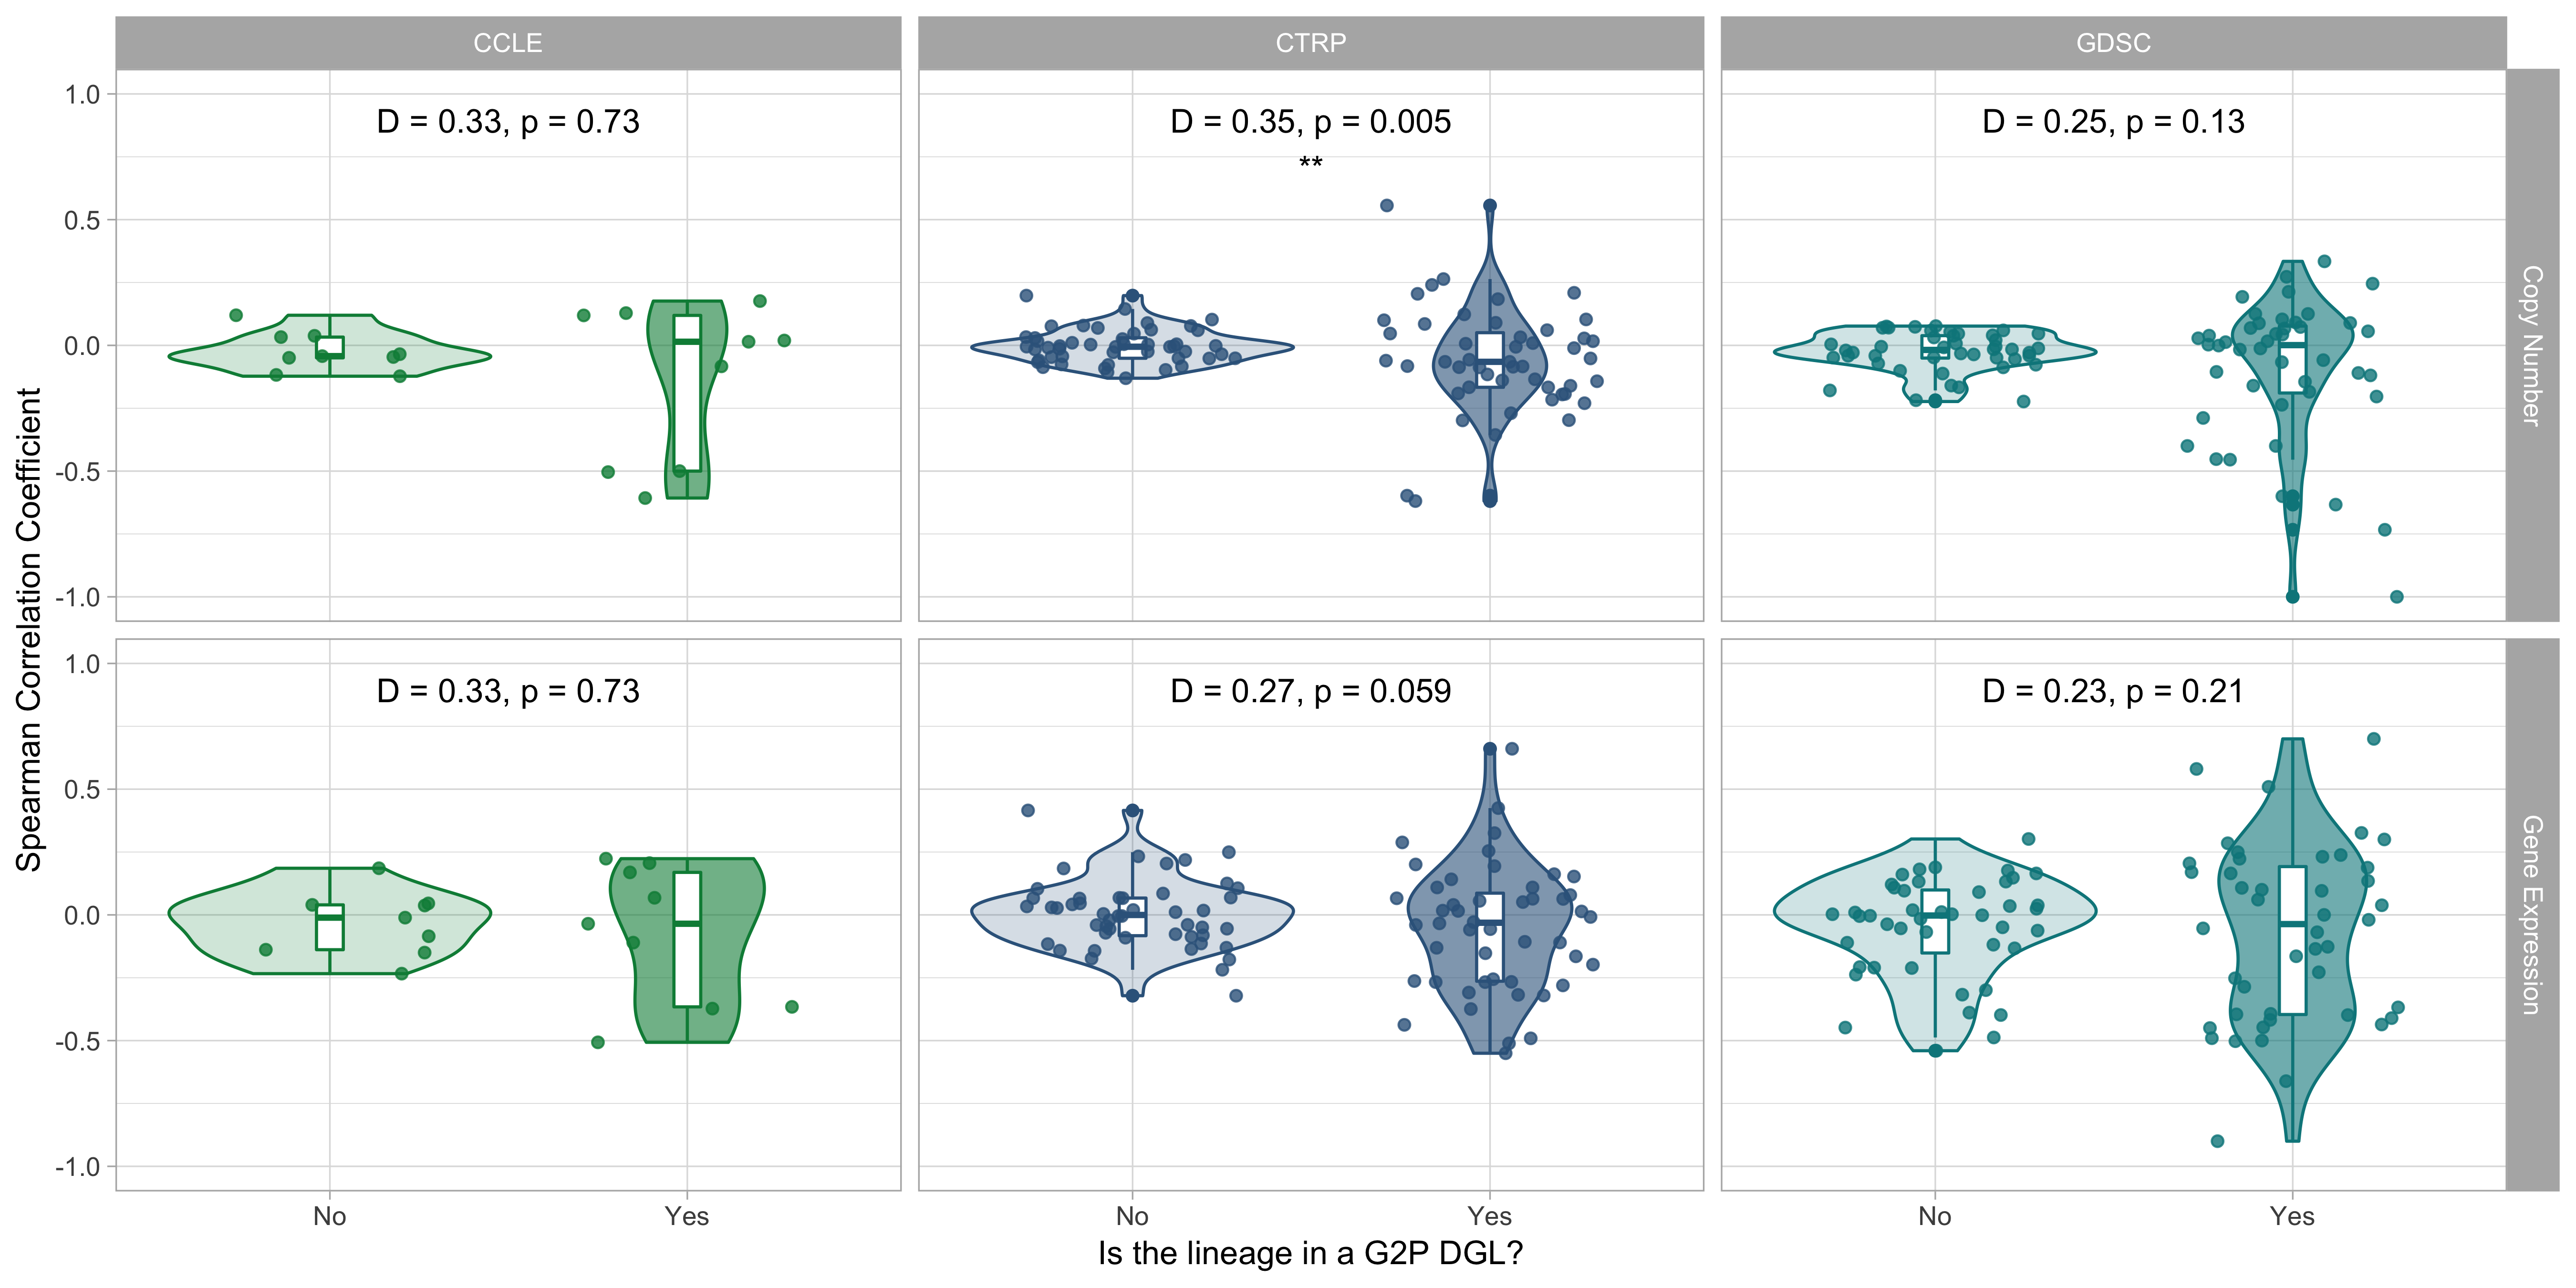 CCLE
CTRP
GDSC
Spearman Correlation Coefficient
1.0
0.5
0.0
-0.5
-1.0
D = 0.33, p = 0.73
D = 0.35, p = 0.005
**
D = 0.25, p = 0.13
Copy Number
1.0
0.5
0.0
-0.5
-1.0
D = 0.33, p = 0.73
D = 0.27, p = 0.059
D = 0.23, p = 0.21
Gene Expression
No
Yes
No
Yes
No
Yes
Is the lineage in a G2P DGL?